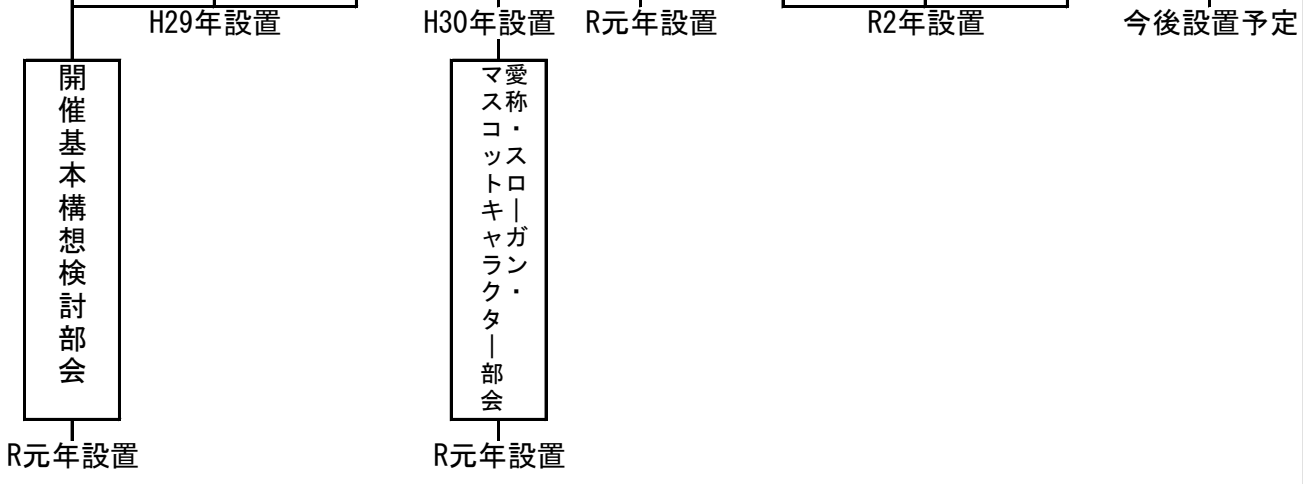 H29年設置
H30年設置
R元年設置
R2年設置
今後設置予定
開催基本構想検討部会
愛称・スローガン・
マスコットキャラクター部会
R元年設置
R元年設置